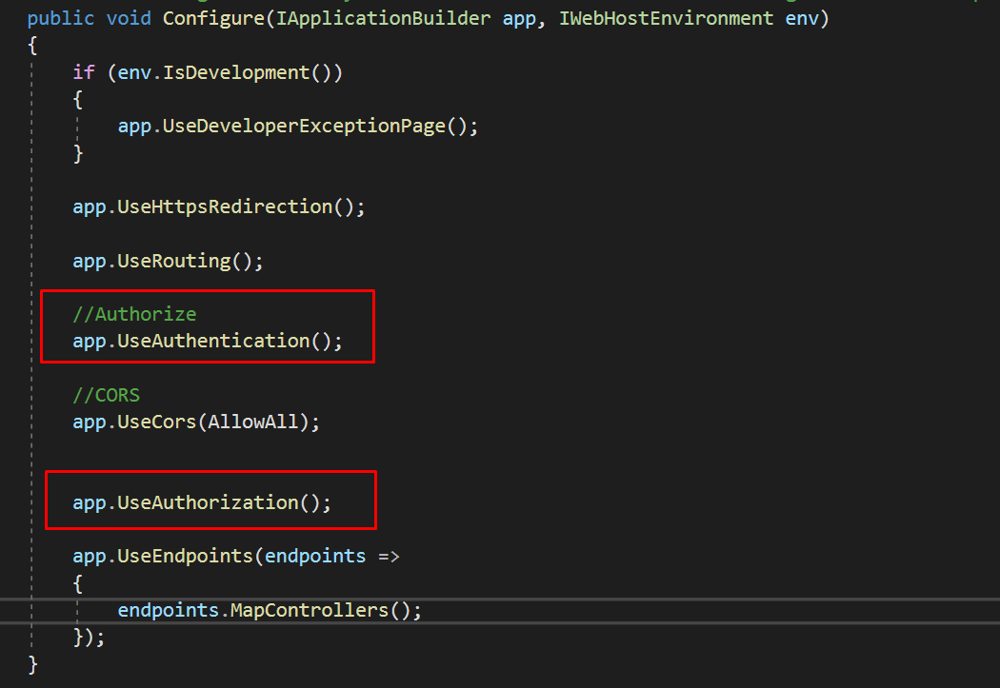 public void Configure(IApplicationBuilder app, IWebHostEnvironment env)
{
if (env.IsDevelopment())
{
app.UseDeveloperExceptionPage();
}
app.UseHttpsRedirection();
app.UseRouting();
//Authorize
app.UseAuthentication();
//CORS
app.UseCors(AllowAll);
app.UseAuthorization();
app.UseEndpoints(endpoints =>
{
endpoints.MapControllers();
});
}